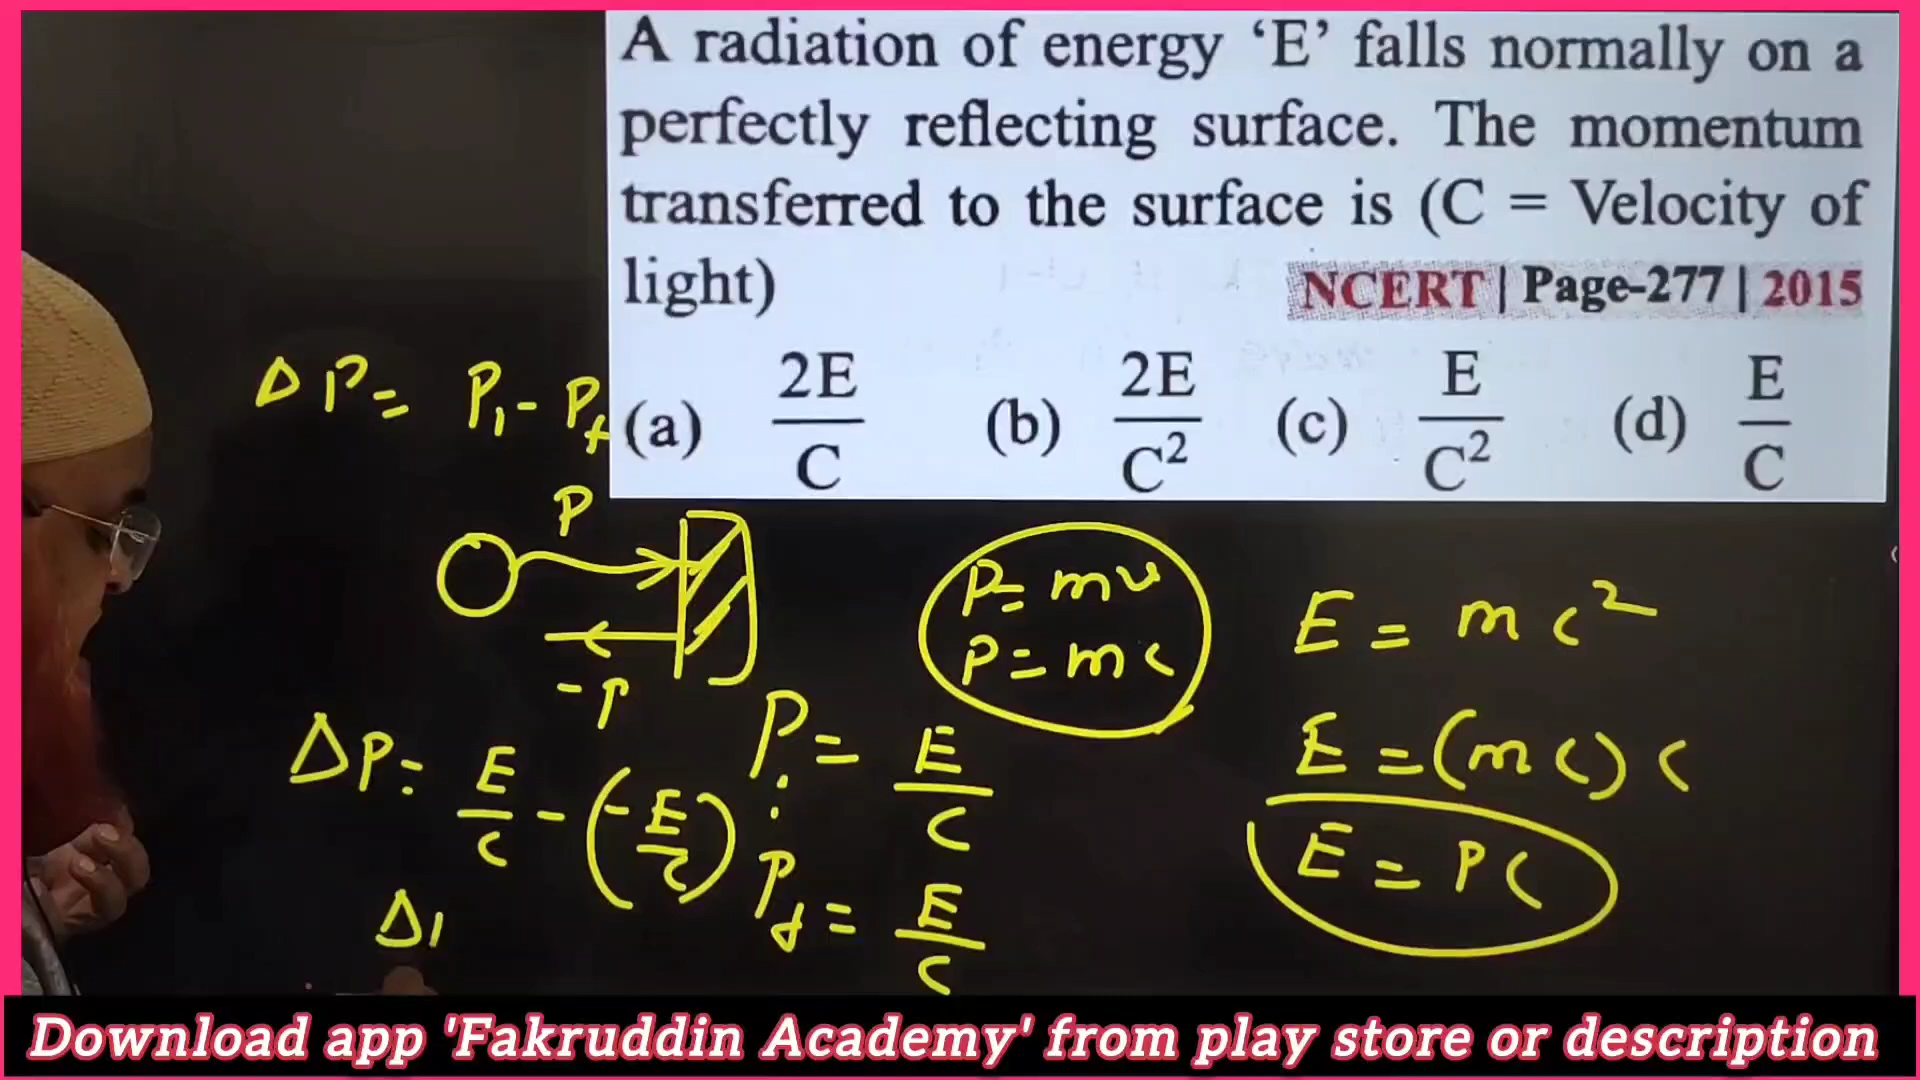 A radiation of energy ‘E’ falls normally on a
perfectly reflecting surface. The momentum
transferred to the surface is (C = Velocity of
light)
NCERT | Page-277 | 2015
(a) 2E/C (b) 2E/C² (c) E/C² (d) E/C
ΔP = P₁ - Pf
P
-P
P = mv
P = mc
E = mc²
E = (mc)c
E = PC
Pi = E/C
Pf = E/C
ΔP = E/C - (-E/C)
Download app 'Fakruddin Academy' from play store or description